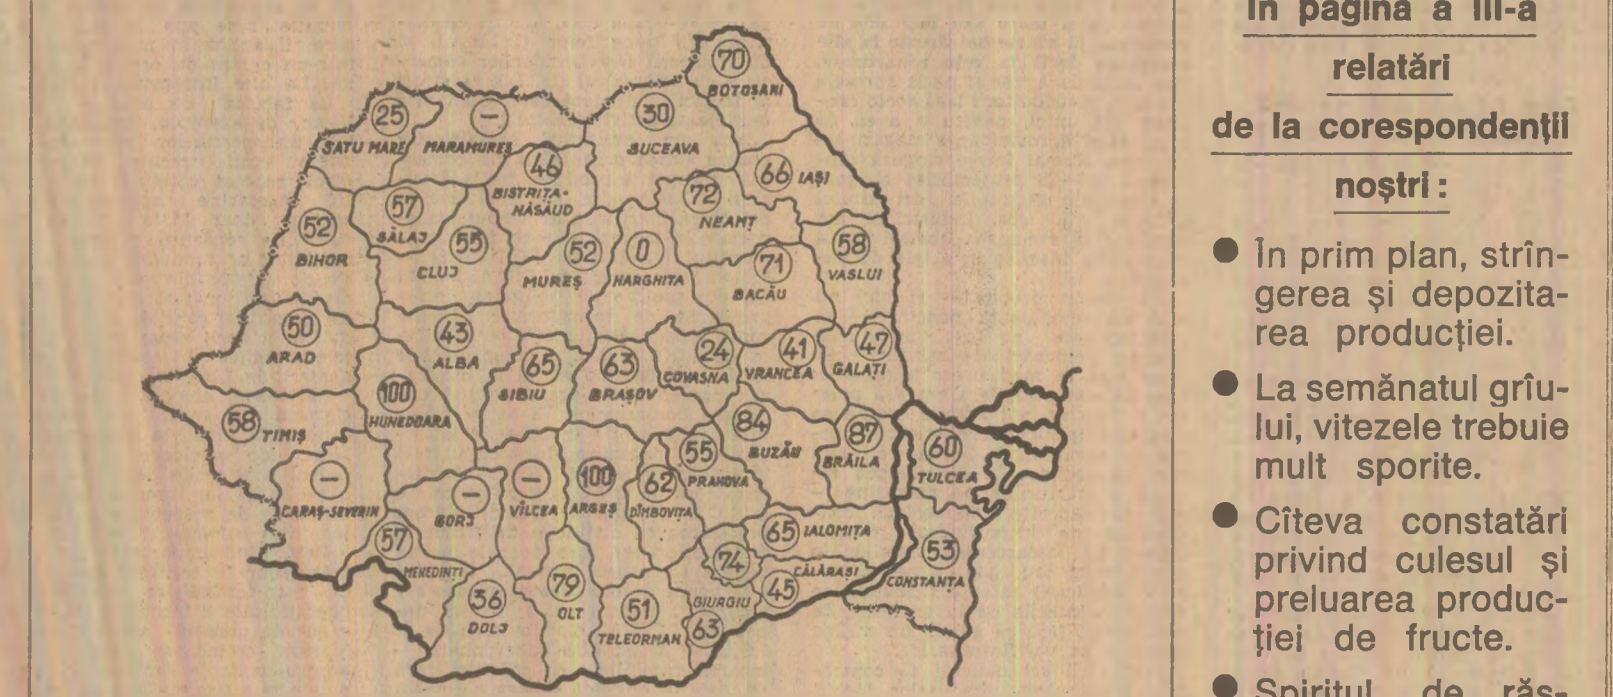 70
BOTOȘANI
25
SATU MARE
–
MARAMUREȘ
30
SUCEAVA
46
BISTRIȚA-
NĂSĂUD
66 IAȘI
57
SĂLAJ
72
NEAMȚ
52
BIHOR
55
CLUJ
52
MUREȘ
0
HARGHITA
71
BACĂU
58
VASLUI
50
ARAD
43
ALBA
65
SIBIU
63
BRAȘOV
24
COVASNA
41
VRANCEA
47
GALAȚI
100
HUNEDOARA
58 TIMIȘ
84
BUZĂU
87
BRĂILA
60
TULCEA
–
CARAȘ-SEVERIN
–
GORJ
–
VÎLCEA
100
ARGEȘ
62
DÎMBOVIȚA
55
PRAHOVA
65 IALOMIȚA
57
MEHEDINȚI
74
CĂLĂRAȘI
45
53
CONSTANȚA
36
DOLJ
79
OLT
51
TELEORMAN
GIURGIU
63
În pagina a III-a
relatări
de la corespondenții
noștri :
● În prim plan, strîn-
gerea și depozita-
rea producției.
● La semănatul grîu-
lui, vitezele trebuie
mult sporite.
● Cîteva constatări
privind culesul și
preluarea produc-
ției de fructe.
● Spiritul de răs-